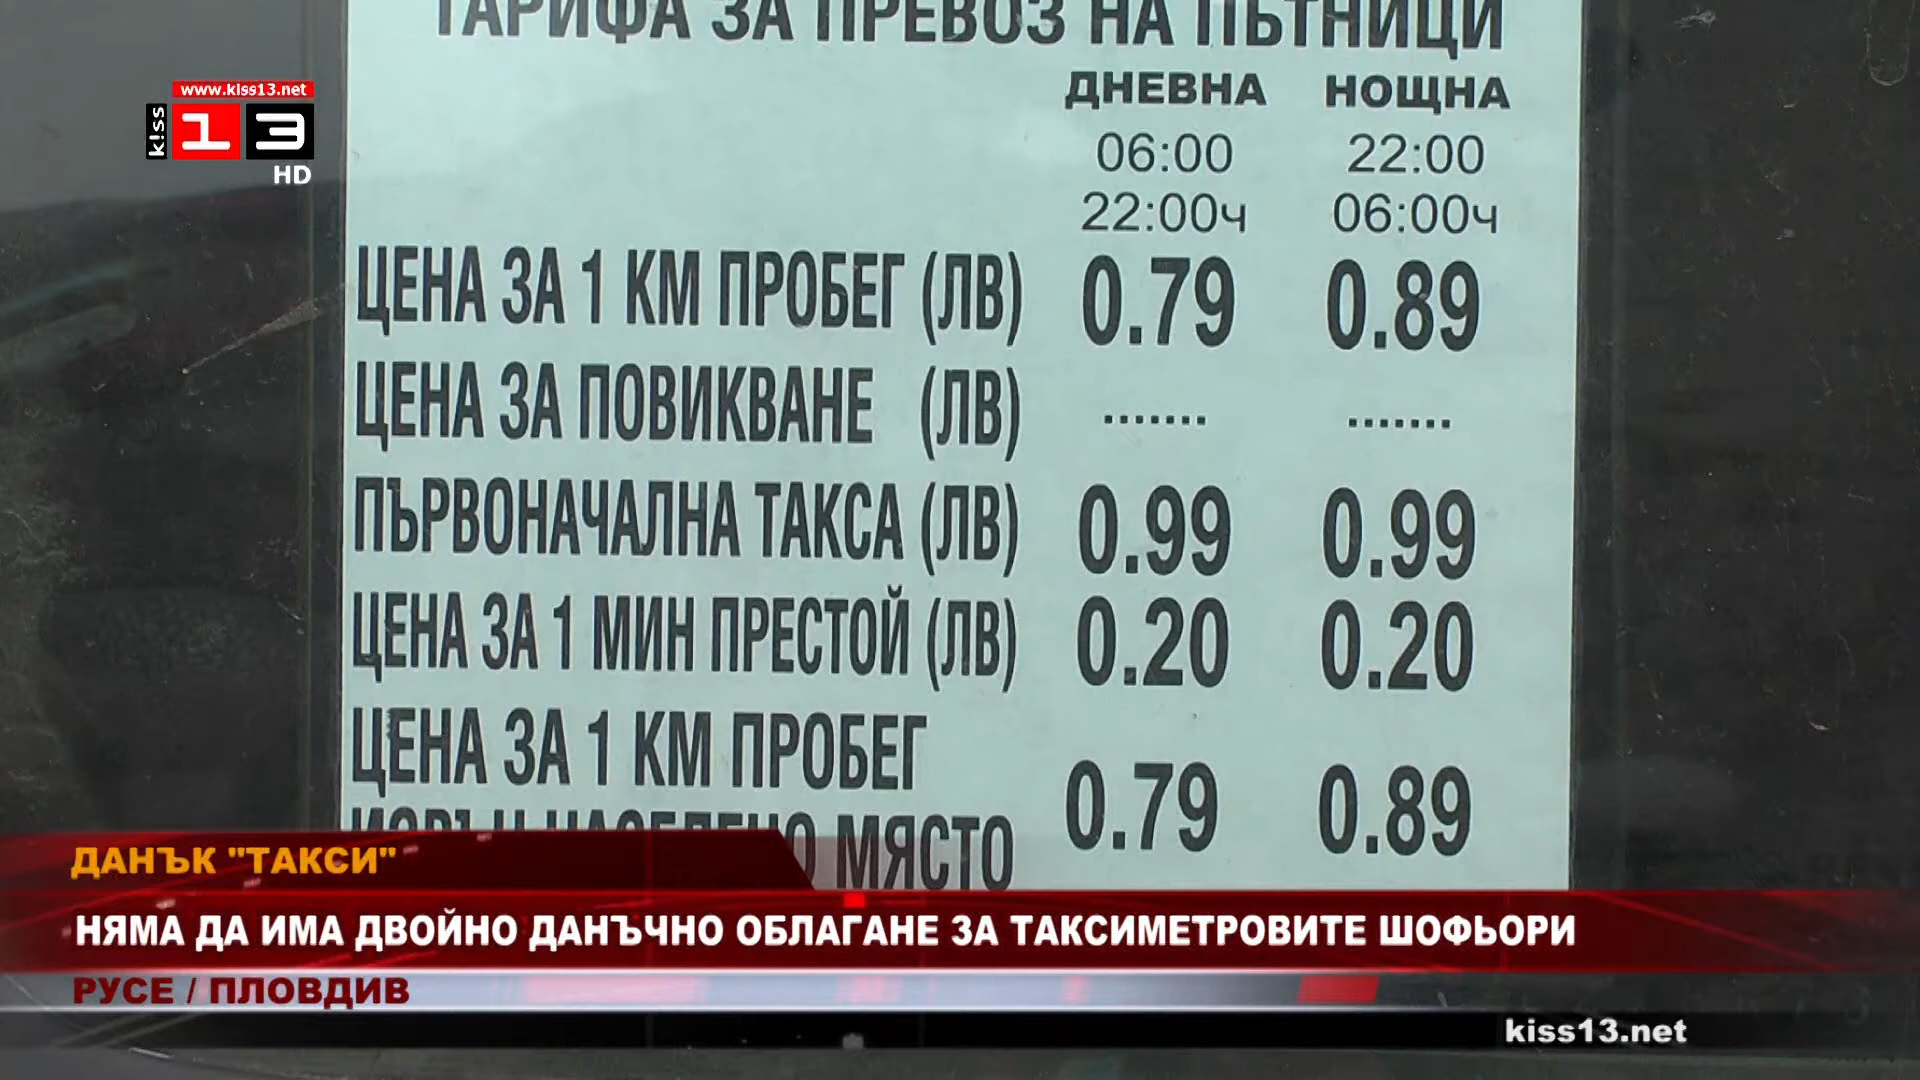 ТАРИФА ЗА ПРЕВОЗ НА ПЪТНИЦИ
ДНЕВНА НОЩНА
www.kiss13.net
kiss 13
HD
06:00 22:00
22:00ч 06:00ч
ЦЕНА ЗА 1 КМ ПРОБЕГ (ЛВ) 0.79 0.89
ЦЕНА ЗА ПОВИКВАНЕ (ЛВ) ....... .......
ПЪРВОНАЧАЛНА ТАКСА (ЛВ) 0.99 0.99
ЦЕНА ЗА 1 МИН ПРЕСТОЙ (ЛВ) 0.20 0.20
ЦЕНА ЗА 1 КМ ПРОБЕГ
ИЗВЪН НАСЕЛЕНО МЯСТО 0.79 0.89
ДАНЪК "ТАКСИ"
НЯМА ДА ИМА ДВОЙНО ДАНЪЧНО ОБЛАГАНЕ ЗА ТАКСИМЕТРОВИТЕ ШОФЬОРИ
РУСЕ / ПЛОВДИВ
kiss13.net